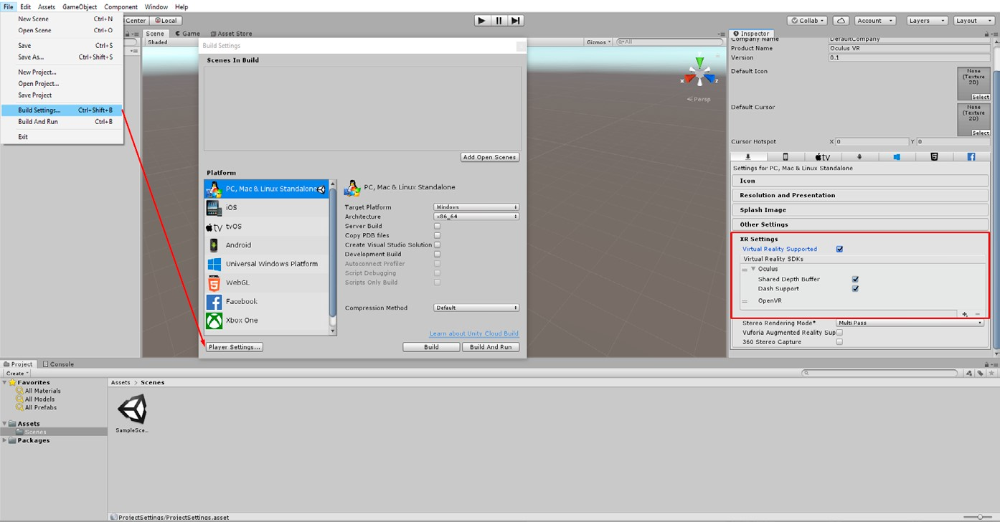 File Edit Assets GameObject Component Window Help
New Scene Ctrl+N
Open Scene Ctrl+O
Save Ctrl+S
Save As... Ctrl+Shift+S
New Project...
Open Project...
Save Project
Build Settings... Ctrl+Shift+B
Build And Run Ctrl+B
Exit
Center Local
Collab Account Layers Layout
Scene Game Asset Store
Shaded
Gizmos All
Persp
x z
Build Settings
Scenes In Build
Add Open Scenes
Platform
PC, Mac & Linux Standalone
iOS
tv tvOS
Android
Universal Windows Platform
HTML
WebGL
Facebook
Xbox One
PC, Mac & Linux Standalone
Target Platform Windows
Architecture x86_64
Server Build
Copy PDB files
Create Visual Studio Solution
Development Build
Autoconnect Profiler
Script Debugging
Scripts Only Build
Compression Method Default
Learn about Unity Cloud Build
Player Settings... Build Build And Run
Inspector
Company Name DefaultCompany
Product Name Oculus VR
Version 0.1
Default Icon None
(Texture
2D)
Select
Default Cursor None
(Texture
2D)
Select
Cursor Hotspot X 0 Y 0
tv
Settings for PC, Mac & Linux Standalone
Icon
Resolution and Presentation
Splash Image
Other Settings
XR Settings
Virtual Reality Supported
Virtual Reality SDKs
Oculus
Shared Depth Buffer
Dash Support
OpenVR
+ −
Stereo Rendering Mode* Multi Pass
Vuforia Augmented Reality Sup
360 Stereo Capture
Project Console
Create
Favorites
All Materials
All Models
All Prefabs
Assets
Scenes
Packages
Assets > Scenes
SampleSce...
ProjectSettings/ProjectSettings.asset